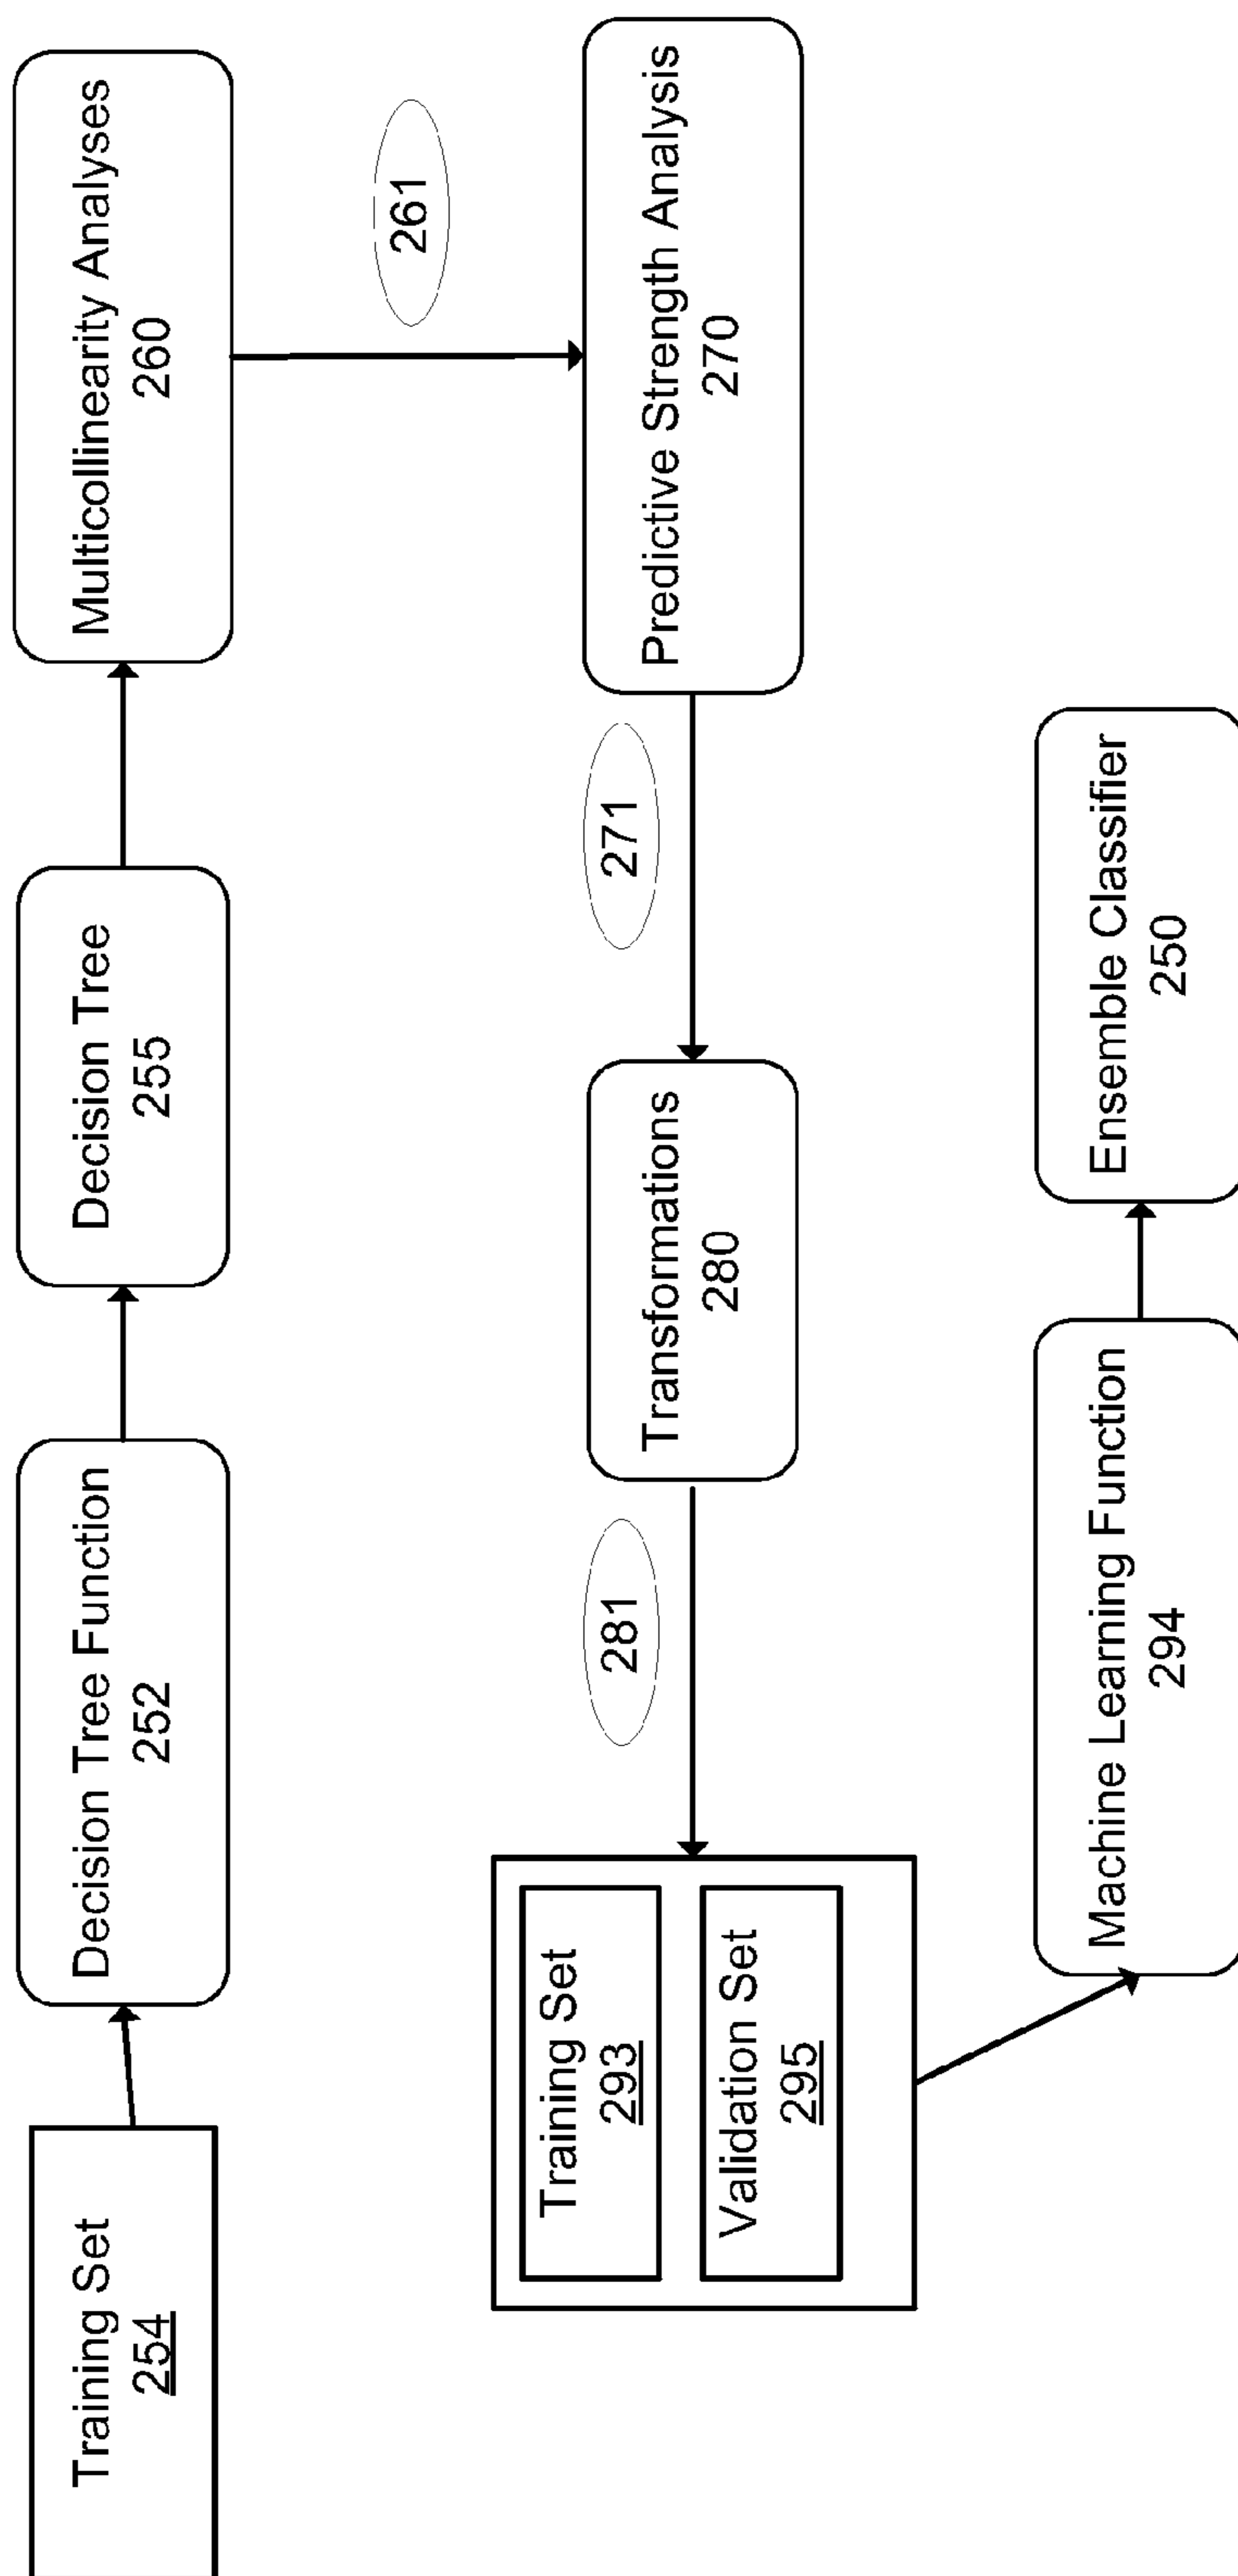 Training Set
254
Decision Tree Function
252
Decision Tree
255
Multicollinearity Analyses
260
261
Predictive Strength Analysis
270
271
Transformations
280
281
Training Set
293
Validation Set
295
Machine Learning Function
294
Ensemble Classifier
250